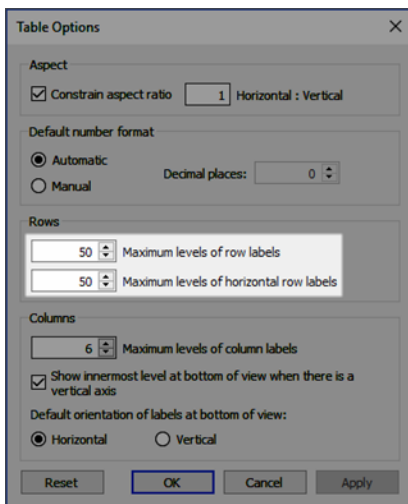 Table Options
Aspect
Constrain aspect ratio 1 Horizontal : Vertical
Default number format
Automatic
Manual
Decimal places: 0
Rows
50 Maximum levels of row labels
50 Maximum levels of horizontal row labels
Columns
6 Maximum levels of column labels
Show innermost level at bottom of view when there is a
vertical axis
Default orientation of labels at bottom of view:
Horizontal Vertical
Reset OK Cancel Apply